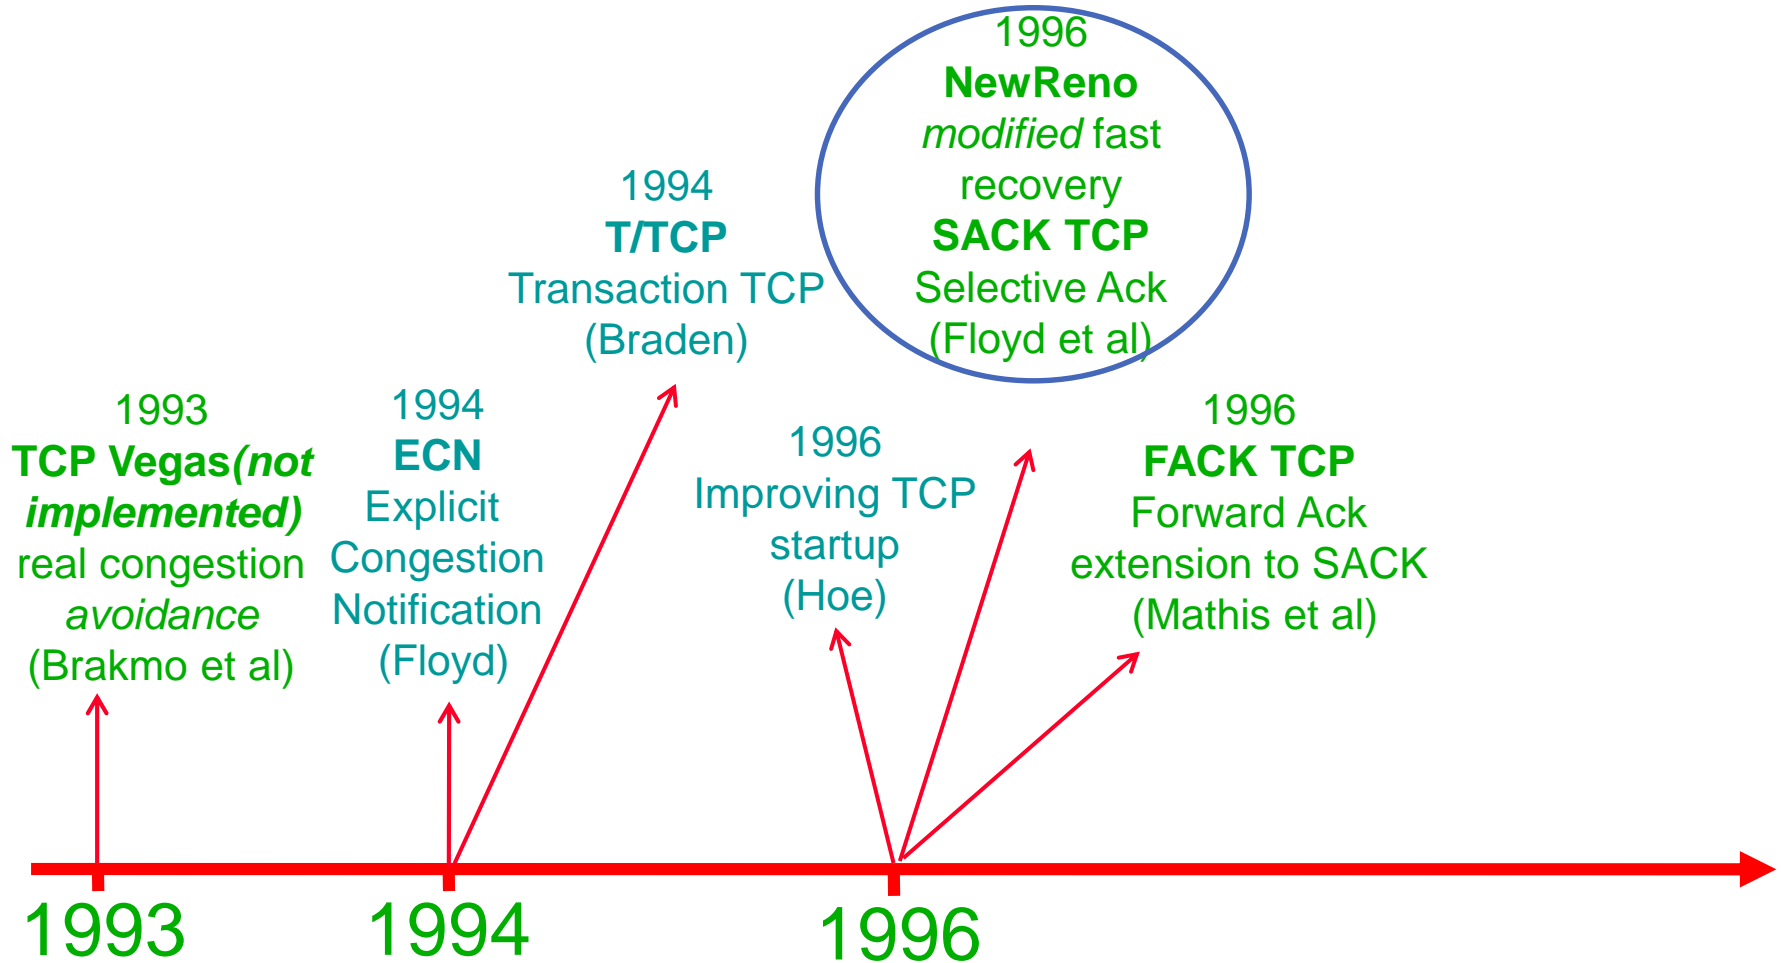 1993
TCP Vegas(not
implemented)
real congestion
avoidance
(Brakmo et al)
1994
ECN
Explicit
Congestion
Notification
(Floyd)
1994
T/TCP
Transaction TCP
(Braden)
1996
Improving TCP
startup
(Hoe)
1996
NewReno
modified fast
recovery
SACK TCP
Selective Ack
(Floyd et al)
1996
FACK TCP
Forward Ack
extension to SACK
(Mathis et al)
1993
1994
1996